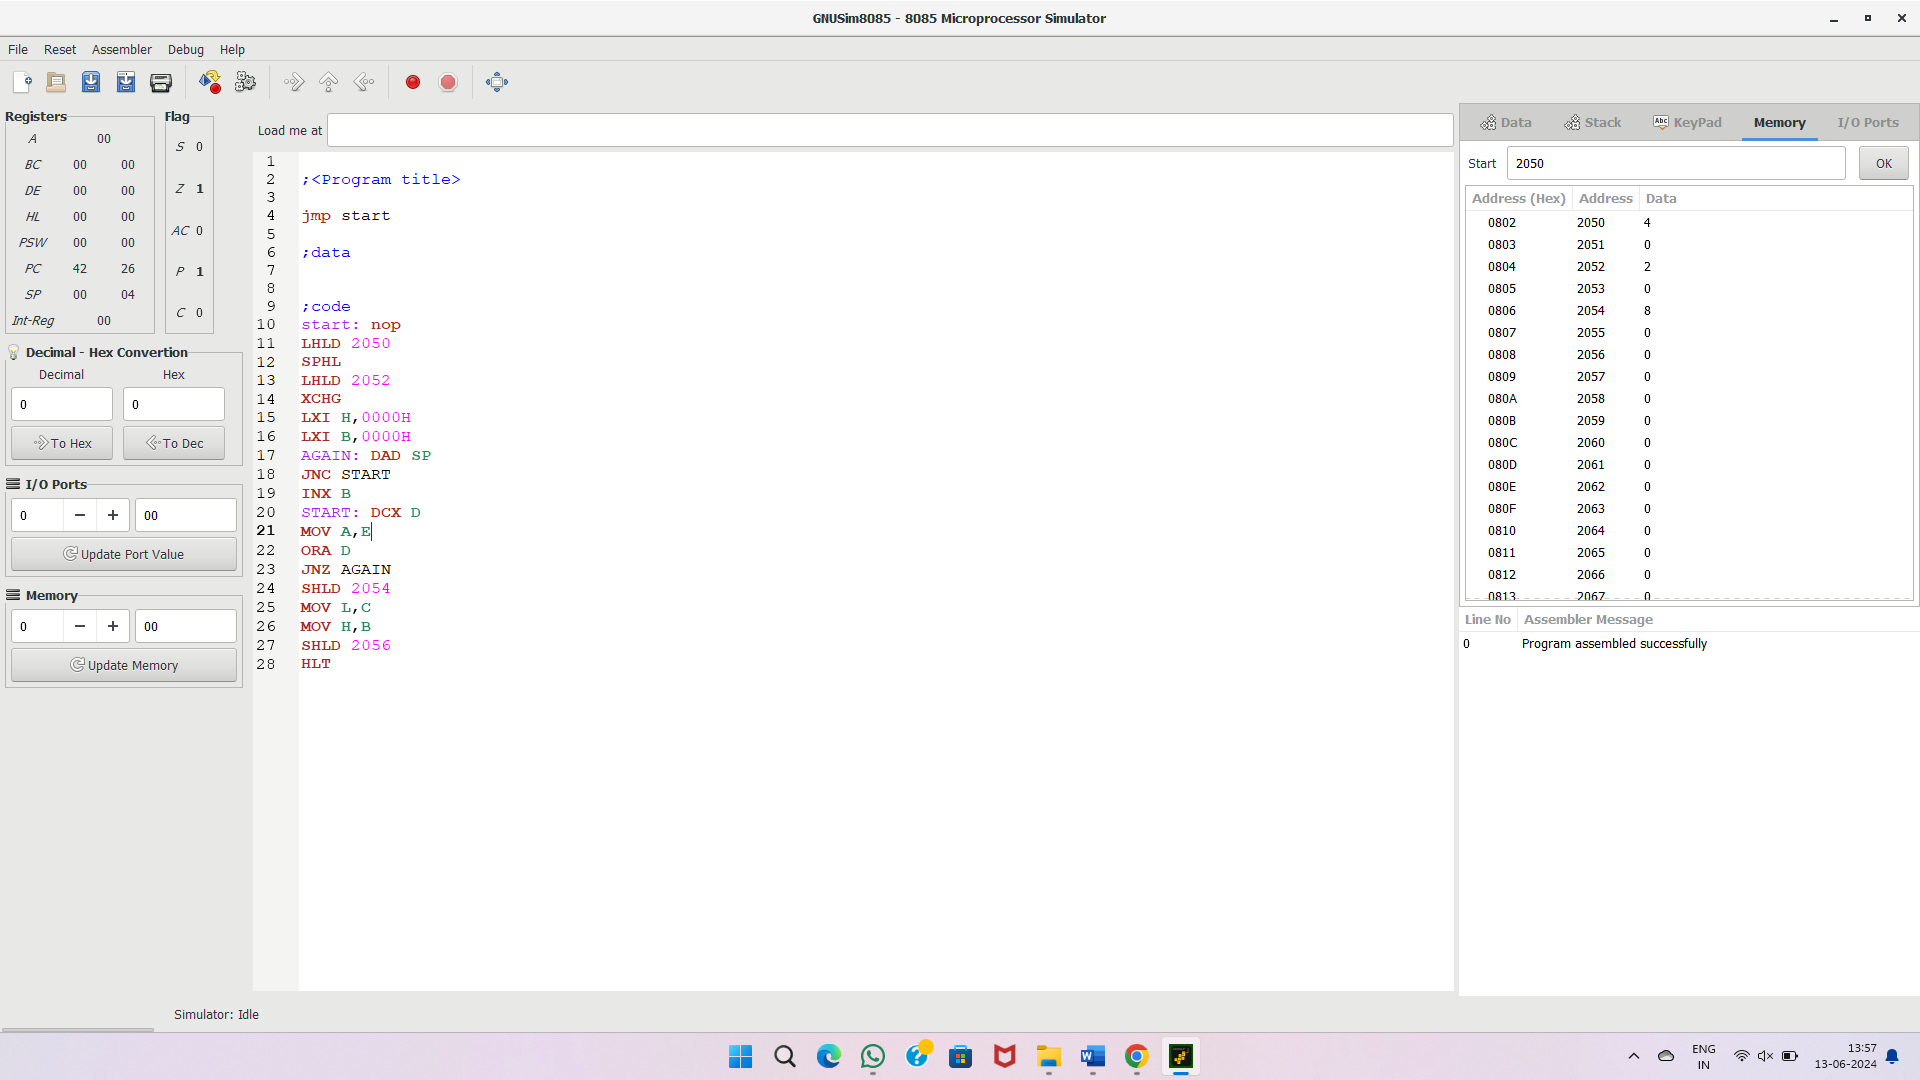 GNUSim8085 - 8085 Microprocessor Simulator
File Reset Assembler Debug Help
Registers
A 00
BC 00 00
DE 00 00
HL 00 00
PSW 00 00
PC 42 26
SP 00 04
Int-Reg 00
Flag
S 0
Z 1
AC 0
P 1
C 0
Decimal - Hex Convertion
Decimal Hex
0 0
To Hex To Dec
I/O Ports
0 00
Update Port Value
Memory
0 00
Update Memory
Load me at
1
2 ;<Program title>
3
4 jmp start
5
6 ;data
7
8
9 ;code
10 start: nop
11 LHLD 2050
12 SPHL
13 LHLD 2052
14 XCHG
15 LXI H,0000H
16 LXI B,0000H
17 AGAIN: DAD SP
18 JNC START
19 INX B
20 START: DCX D
21 MOV A,E
22 ORA D
23 JNZ AGAIN
24 SHLD 2054
25 MOV L,C
26 MOV H,B
27 SHLD 2056
28 HLT
Data Stack Abc KeyPad Memory I/O Ports
Start 2050 OK
Address (Hex) Address Data
0802 2050 4
0803 2051 0
0804 2052 2
0805 2053 0
0806 2054 8
0807 2055 0
0808 2056 0
0809 2057 0
080A 2058 0
080B 2059 0
080C 2060 0
080D 2061 0
080E 2062 0
080F 2063 0
0810 2064 0
0811 2065 0
0812 2066 0
0813 2067 0
Line No Assembler Message
0 Program assembled successfully
Simulator: Idle
ENG
IN
13:57
13-06-2024